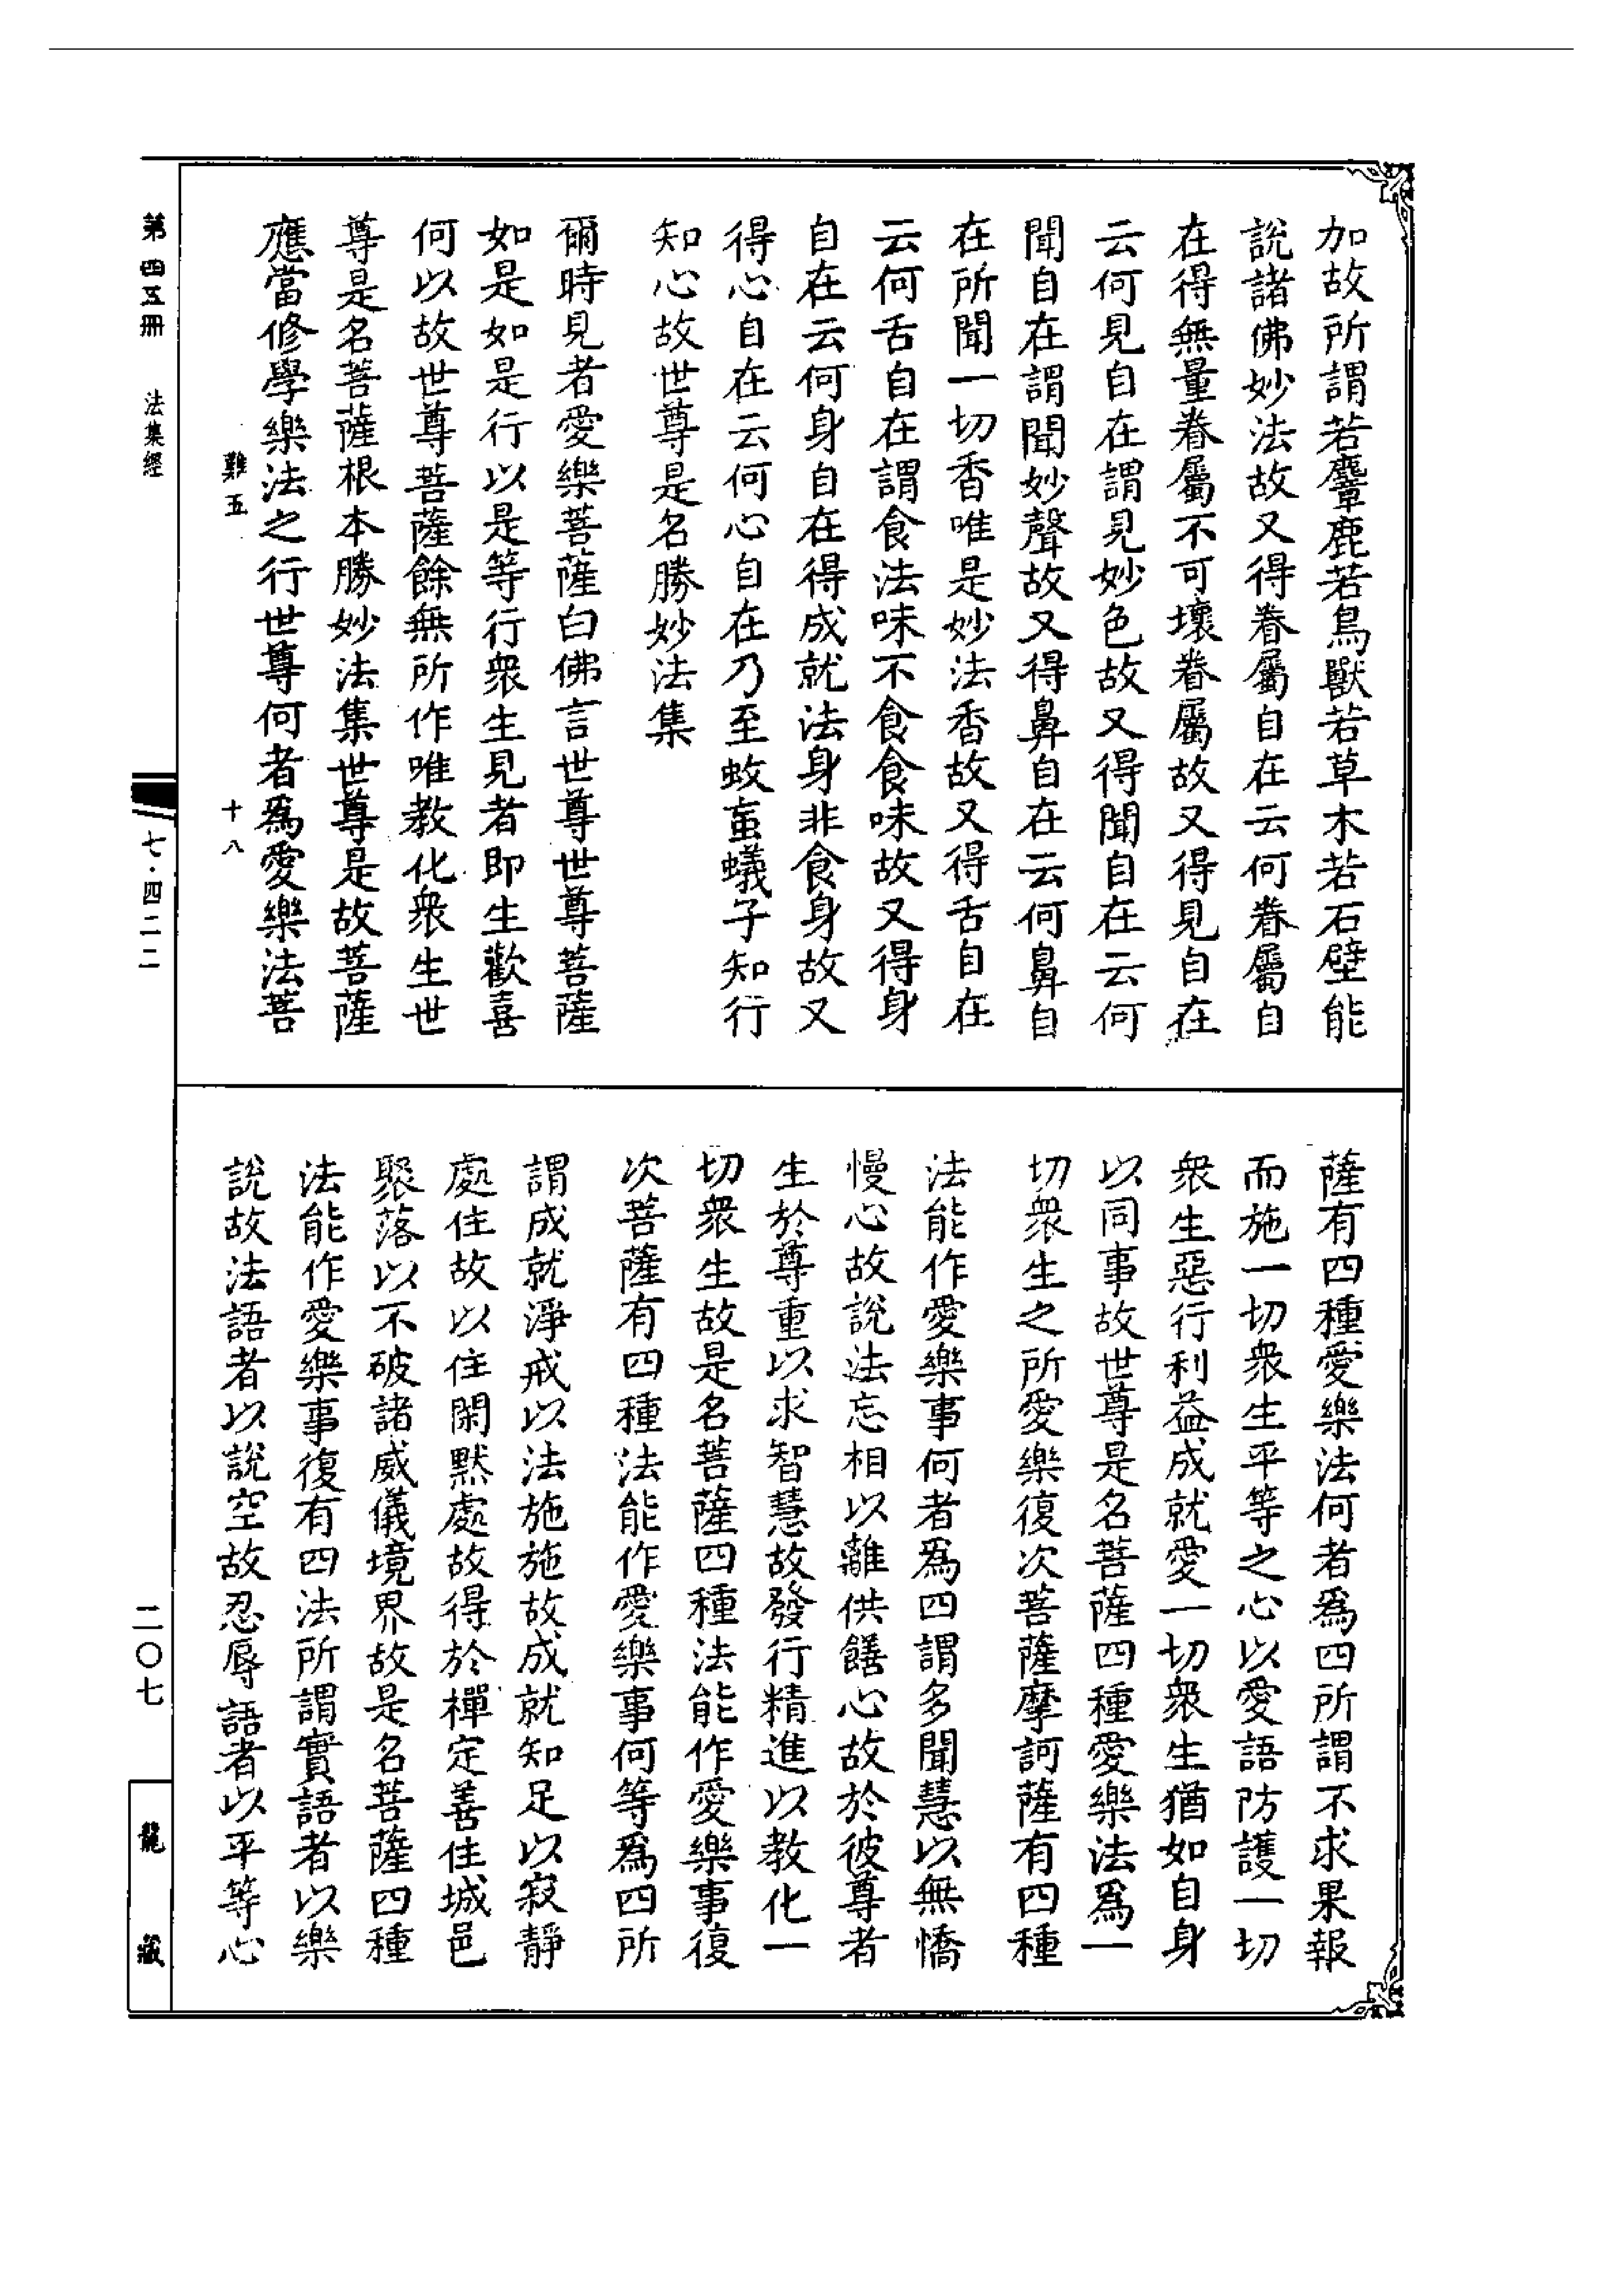 加故所謂若麞鹿若鳥獸若草木若石壁能
說諸佛妙法故又得眷屬自在云何眷屬自
在得無量眷屬不可壞眷屬故又得見自在
云何見自在謂見妙色故又得聞自在云何
聞自在謂聞妙聲故又得鼻自在云何鼻自
在所聞一切香唯是妙法香故又得舌自在
云何舌自在謂食法味不食食味故又得身
自在云何身自在得成就法身非食身故又
得心自在云何心自在乃至蚊䖟蟻子知行
知心故世尊是名勝妙法集
爾時見者愛樂菩薩白佛言世尊世尊菩薩
如是如是行以是等行衆生見者即生歡喜
何以故世尊菩薩餘無所作唯教化衆生世
尊是名菩薩根本勝妙法集世尊是故菩薩
應當修學樂法之行世尊何者爲愛樂法菩
難五 十八
薩有四種愛樂法何者爲四所謂不求果報
而施一切衆生平等之心以愛語防護一切
衆生惡行利益成就愛一切衆生猶如自身
以同事故世尊是名菩薩四種愛樂法爲一
切衆生之所愛樂復次菩薩摩訶薩有四種
法能作愛樂事何者爲四謂多聞慧以無憍
慢心故說法忘相以離供饍心故於彼尊者
生於尊重以求智慧故發行精進以教化一
切衆生故是名菩薩四種法能作愛樂事復
次菩薩有四種法能作愛樂事何等爲四所
謂成就淨戒以法施施故成就知足以寂靜
處住故以住閑默處故得於禪定善住城邑
聚落以不破諸威儀境界故是名菩薩四種
法能作愛樂事復有四法所謂實語者以樂
說故法語者以說空故忍辱語者以平等心
第四五冊 法集經
七·四二二
二〇七
龍藏